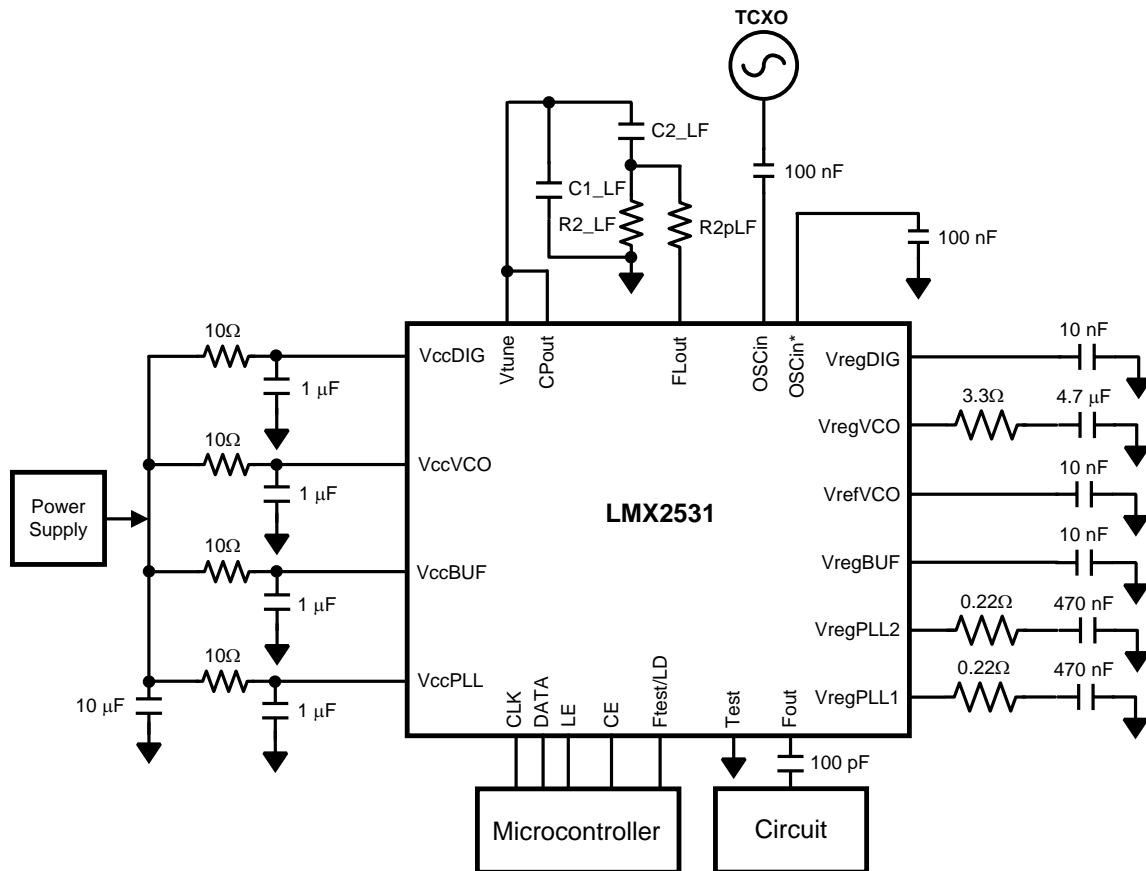 TCXO
C2_LF
100 nF
C1_LF
R2_LF
R2pLF
100 nF
10Ω
VccDIG
1 μF
Vtune
CPout
FLout
OSCin
OSCin*
VregDIG
10 nF
3.3Ω
4.7 μF
VregVCO
10Ω
VccVCO
1 μF
VrefVCO
10 nF
LMX2531
Power
Supply
10Ω
VccBUF
1 μF
VregBUF
10 nF
0.22Ω
470 nF
VregPLL2
10Ω
VccPLL
0.22Ω
470 nF
VregPLL1
10 μF
1 μF
CLK
DATA
LE
CE
Ftest/LD
Test
Fout
100 pF
Microcontroller
Circuit